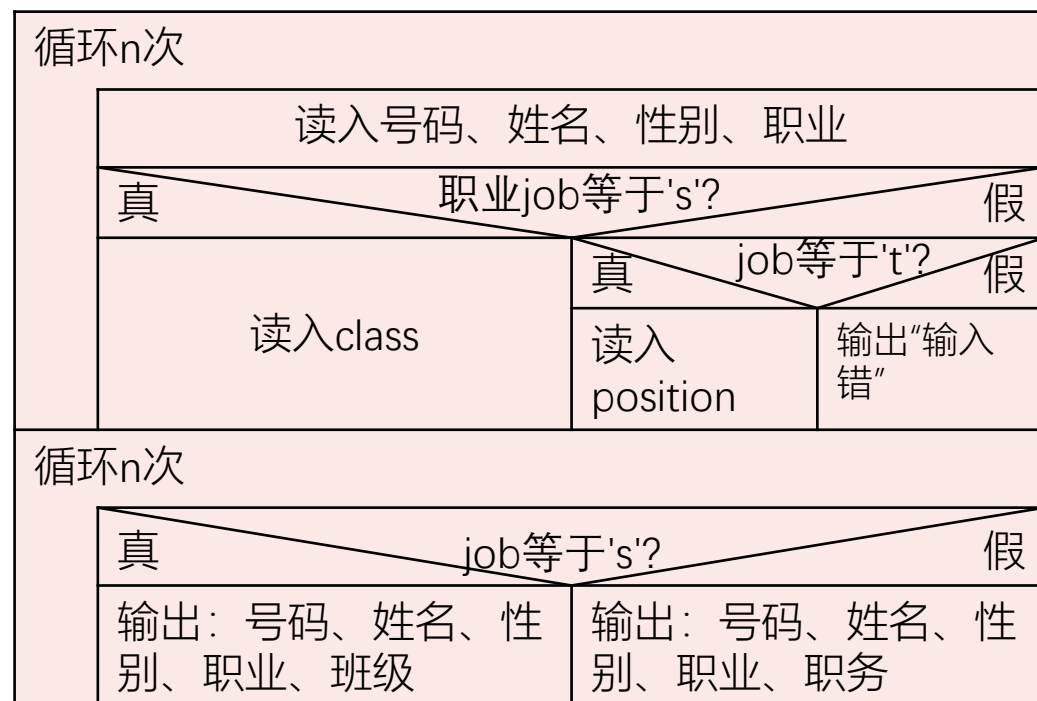 循环n次
读入号码、姓名、性别、职业
真
职业job等于's'?
假
真
job等于't'?
假
读入class
读入
position
输出“输入
错”
循环n次
真
job等于's'?
假
输出：号码、姓名、性
别、职业、班级
输出：号码、姓名、性
别、职业、职务